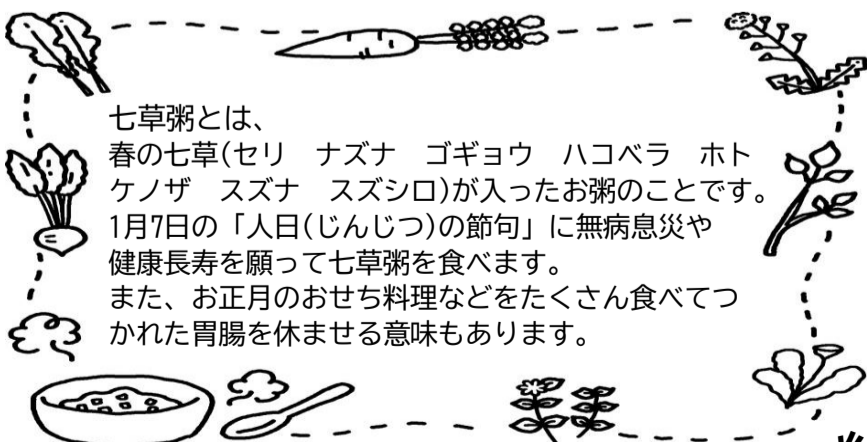 七草粥とは、
春の七草(セリ　ナズナ　ゴギョウ　ハコベラ　ホト
ケノザ　スズナ　スズシロ)が入ったお粥のことです。
1月7日の「人日(じんじつ)の節句」に無病息災や
健康長寿を願って七草粥を食べます。
また、お正月のおせち料理などをたくさん食べてつ
かれた胃腸を休ませる意味もあります。